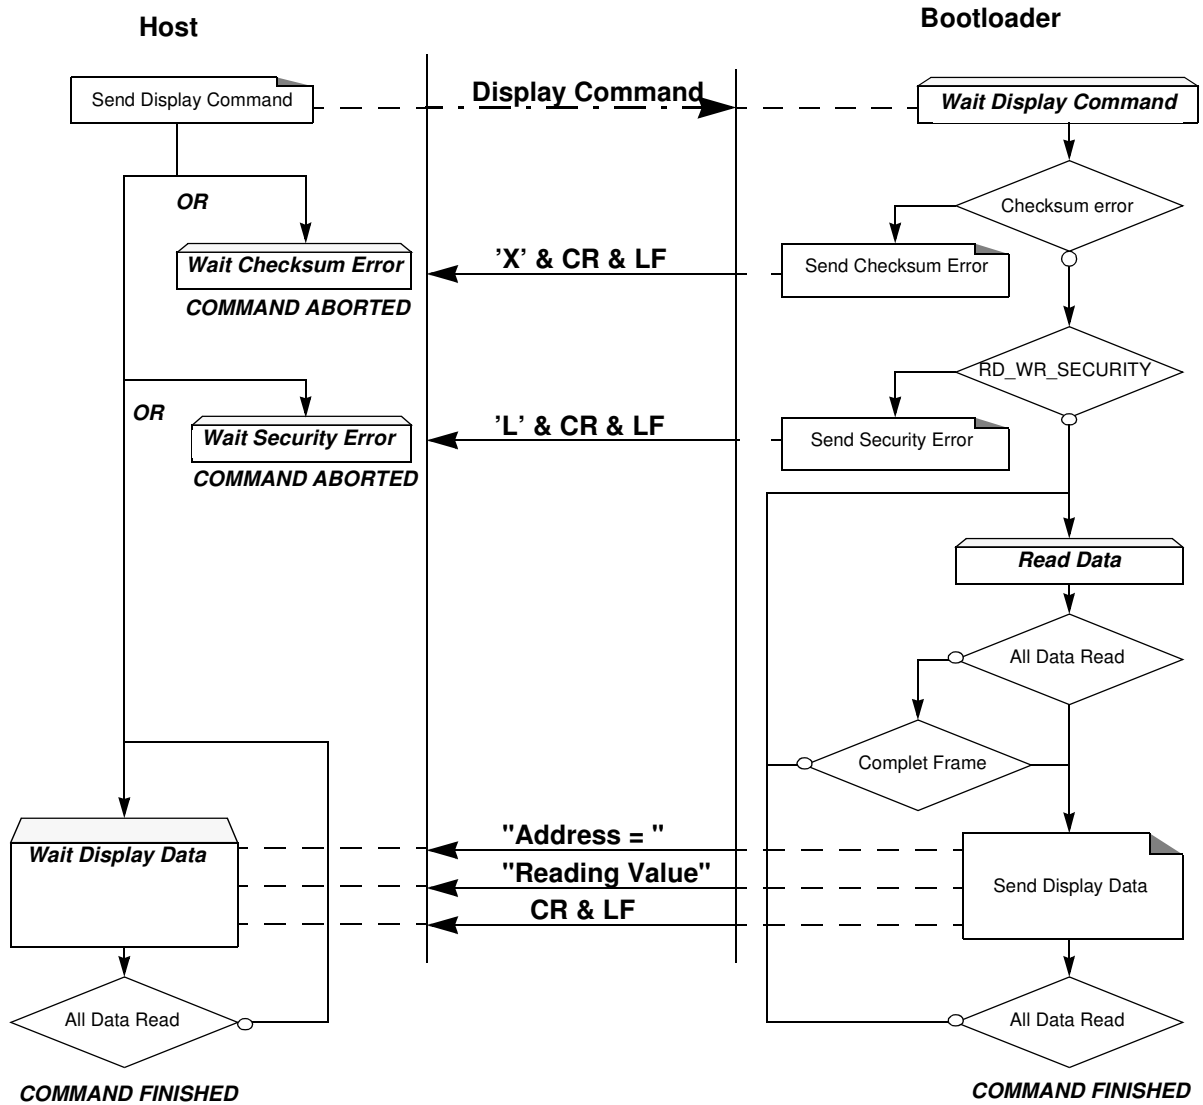 Host
Bootloader
Send Display Command
Display Command
Wait Display Command
OR
Checksum error
Wait Checksum Error
'X' & CR & LF
Send Checksum Error
COMMAND ABORTED
RD_WR_SECURITY
OR
Wait Security Error
'L' & CR & LF
Send Security Error
COMMAND ABORTED
Read Data
All Data Read
Complet Frame
Wait Display Data
"Address = "
"Reading Value"
CR & LF
Send Display Data
All Data Read
All Data Read
COMMAND FINISHED
COMMAND FINISHED